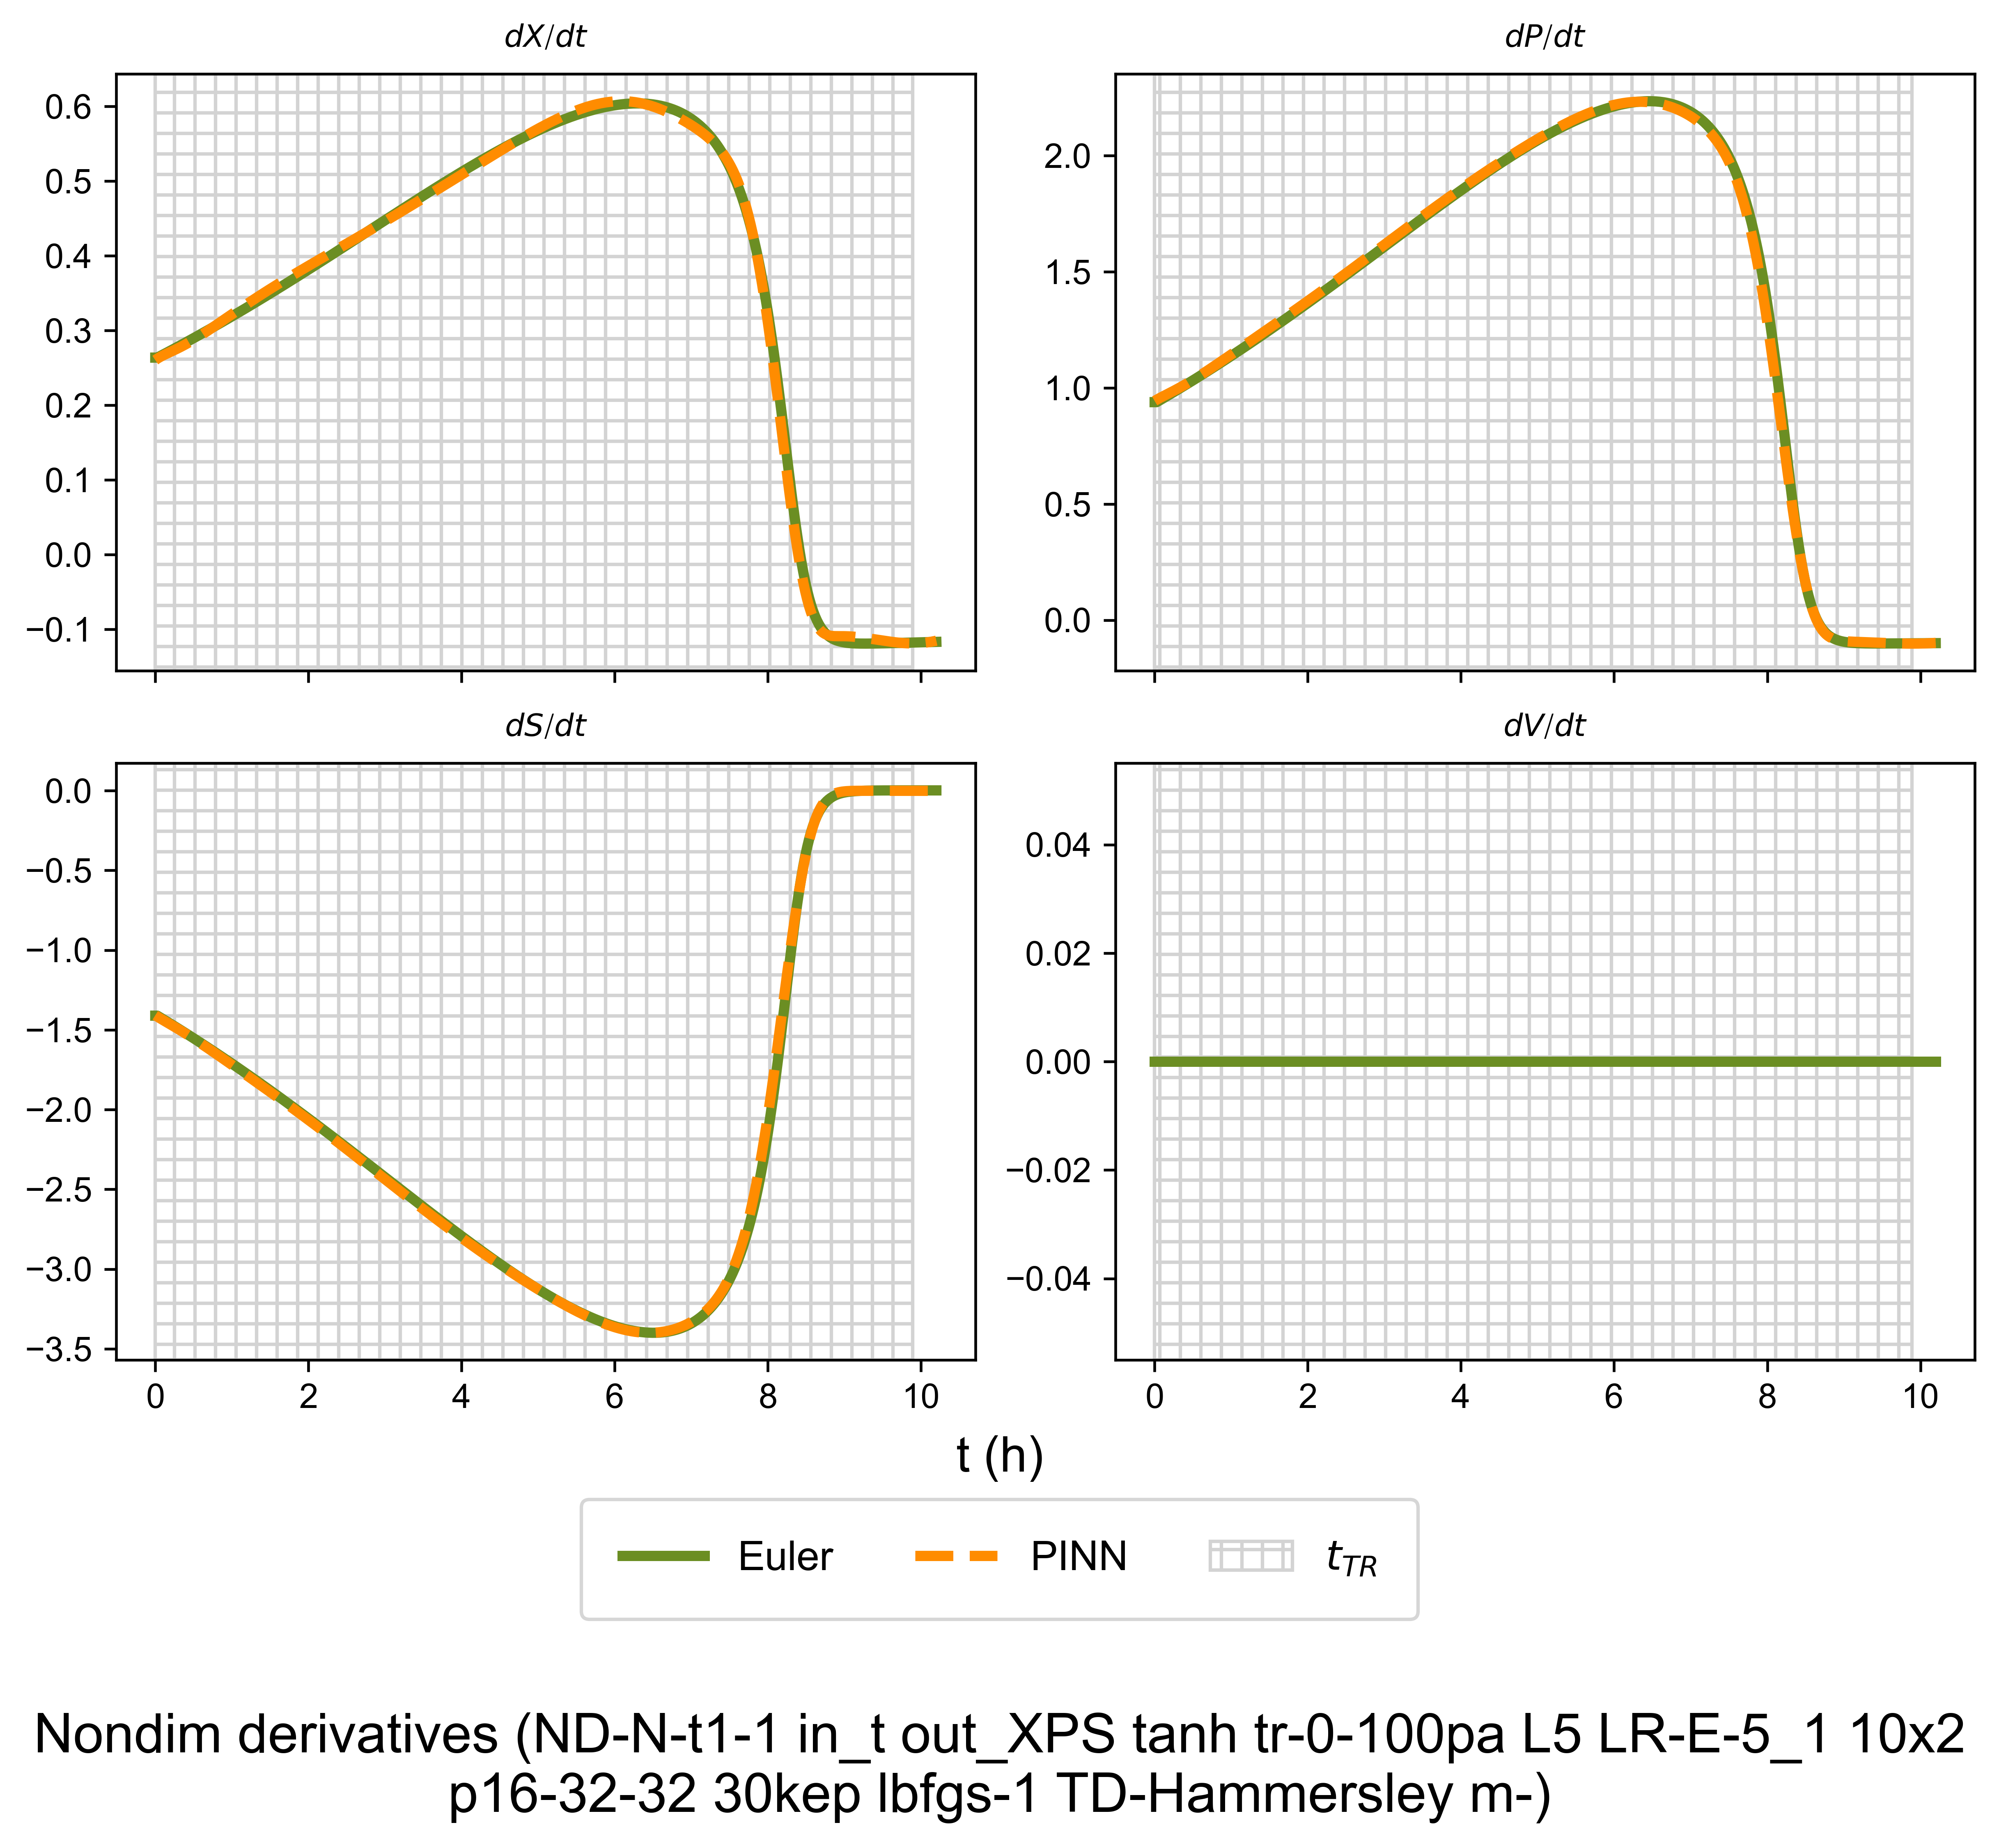 dX/dt
dP/dt
0.6
0.5
0.4
0.3
0.2
0.1
0.0
−0.1
2.0
1.5
1.0
0.5
0.0
dS/dt
dV/dt
0.0
−0.5
−1.0
−1.5
−2.0
−2.5
−3.0
−3.5
0 2 4 6 8 10
0.04
0.02
0.00
−0.02
−0.04
0 2 4 6 8 10
t (h)
Euler PINN t_TR
Nondim derivatives (ND-N-t1-1 in_t out_XPS tanh tr-0-100pa L5 LR-E-5_1 10x2
p16-32-32 30kep lbfgs-1 TD-Hammersley m-)